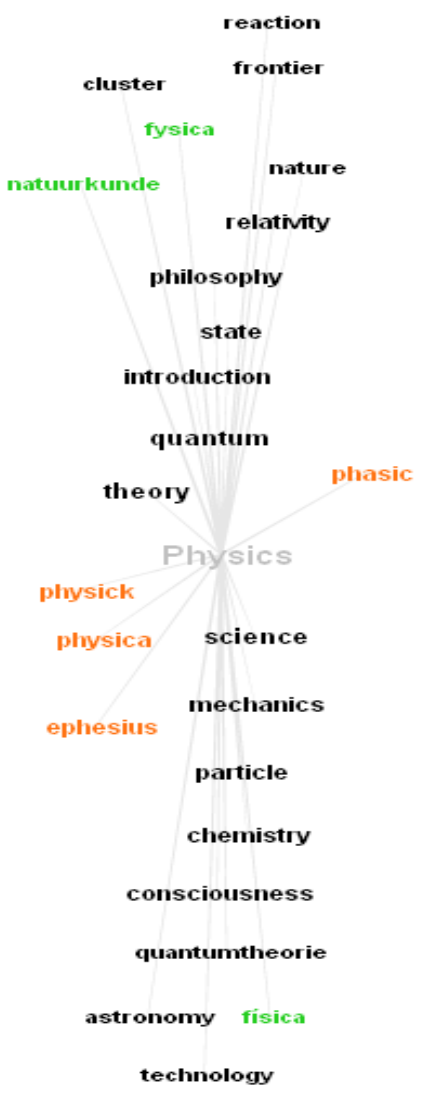 reaction
frontier
cluster
fysica
nature
natuurkunde
relativity
philosophy
state
introduction
quantum
phasic
theory
Physics
physick
science
physica
mechanics
ephesius
particle
chemistry
consciousness
quantumtheorie
astronomy física
technology